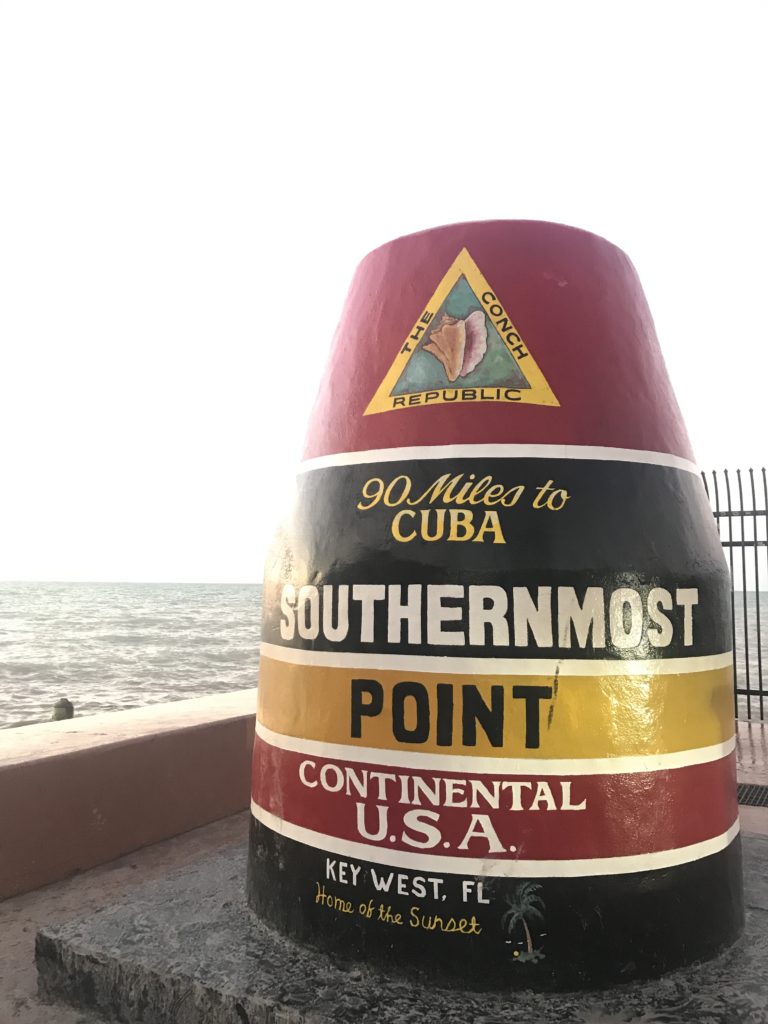 THE CONCH
REPUBLIC
90 Miles to
CUBA
SOUTHERNMOST
POINT
CONTINENTAL
U.S.A.
KEY WEST, FL
Home of the Sunset